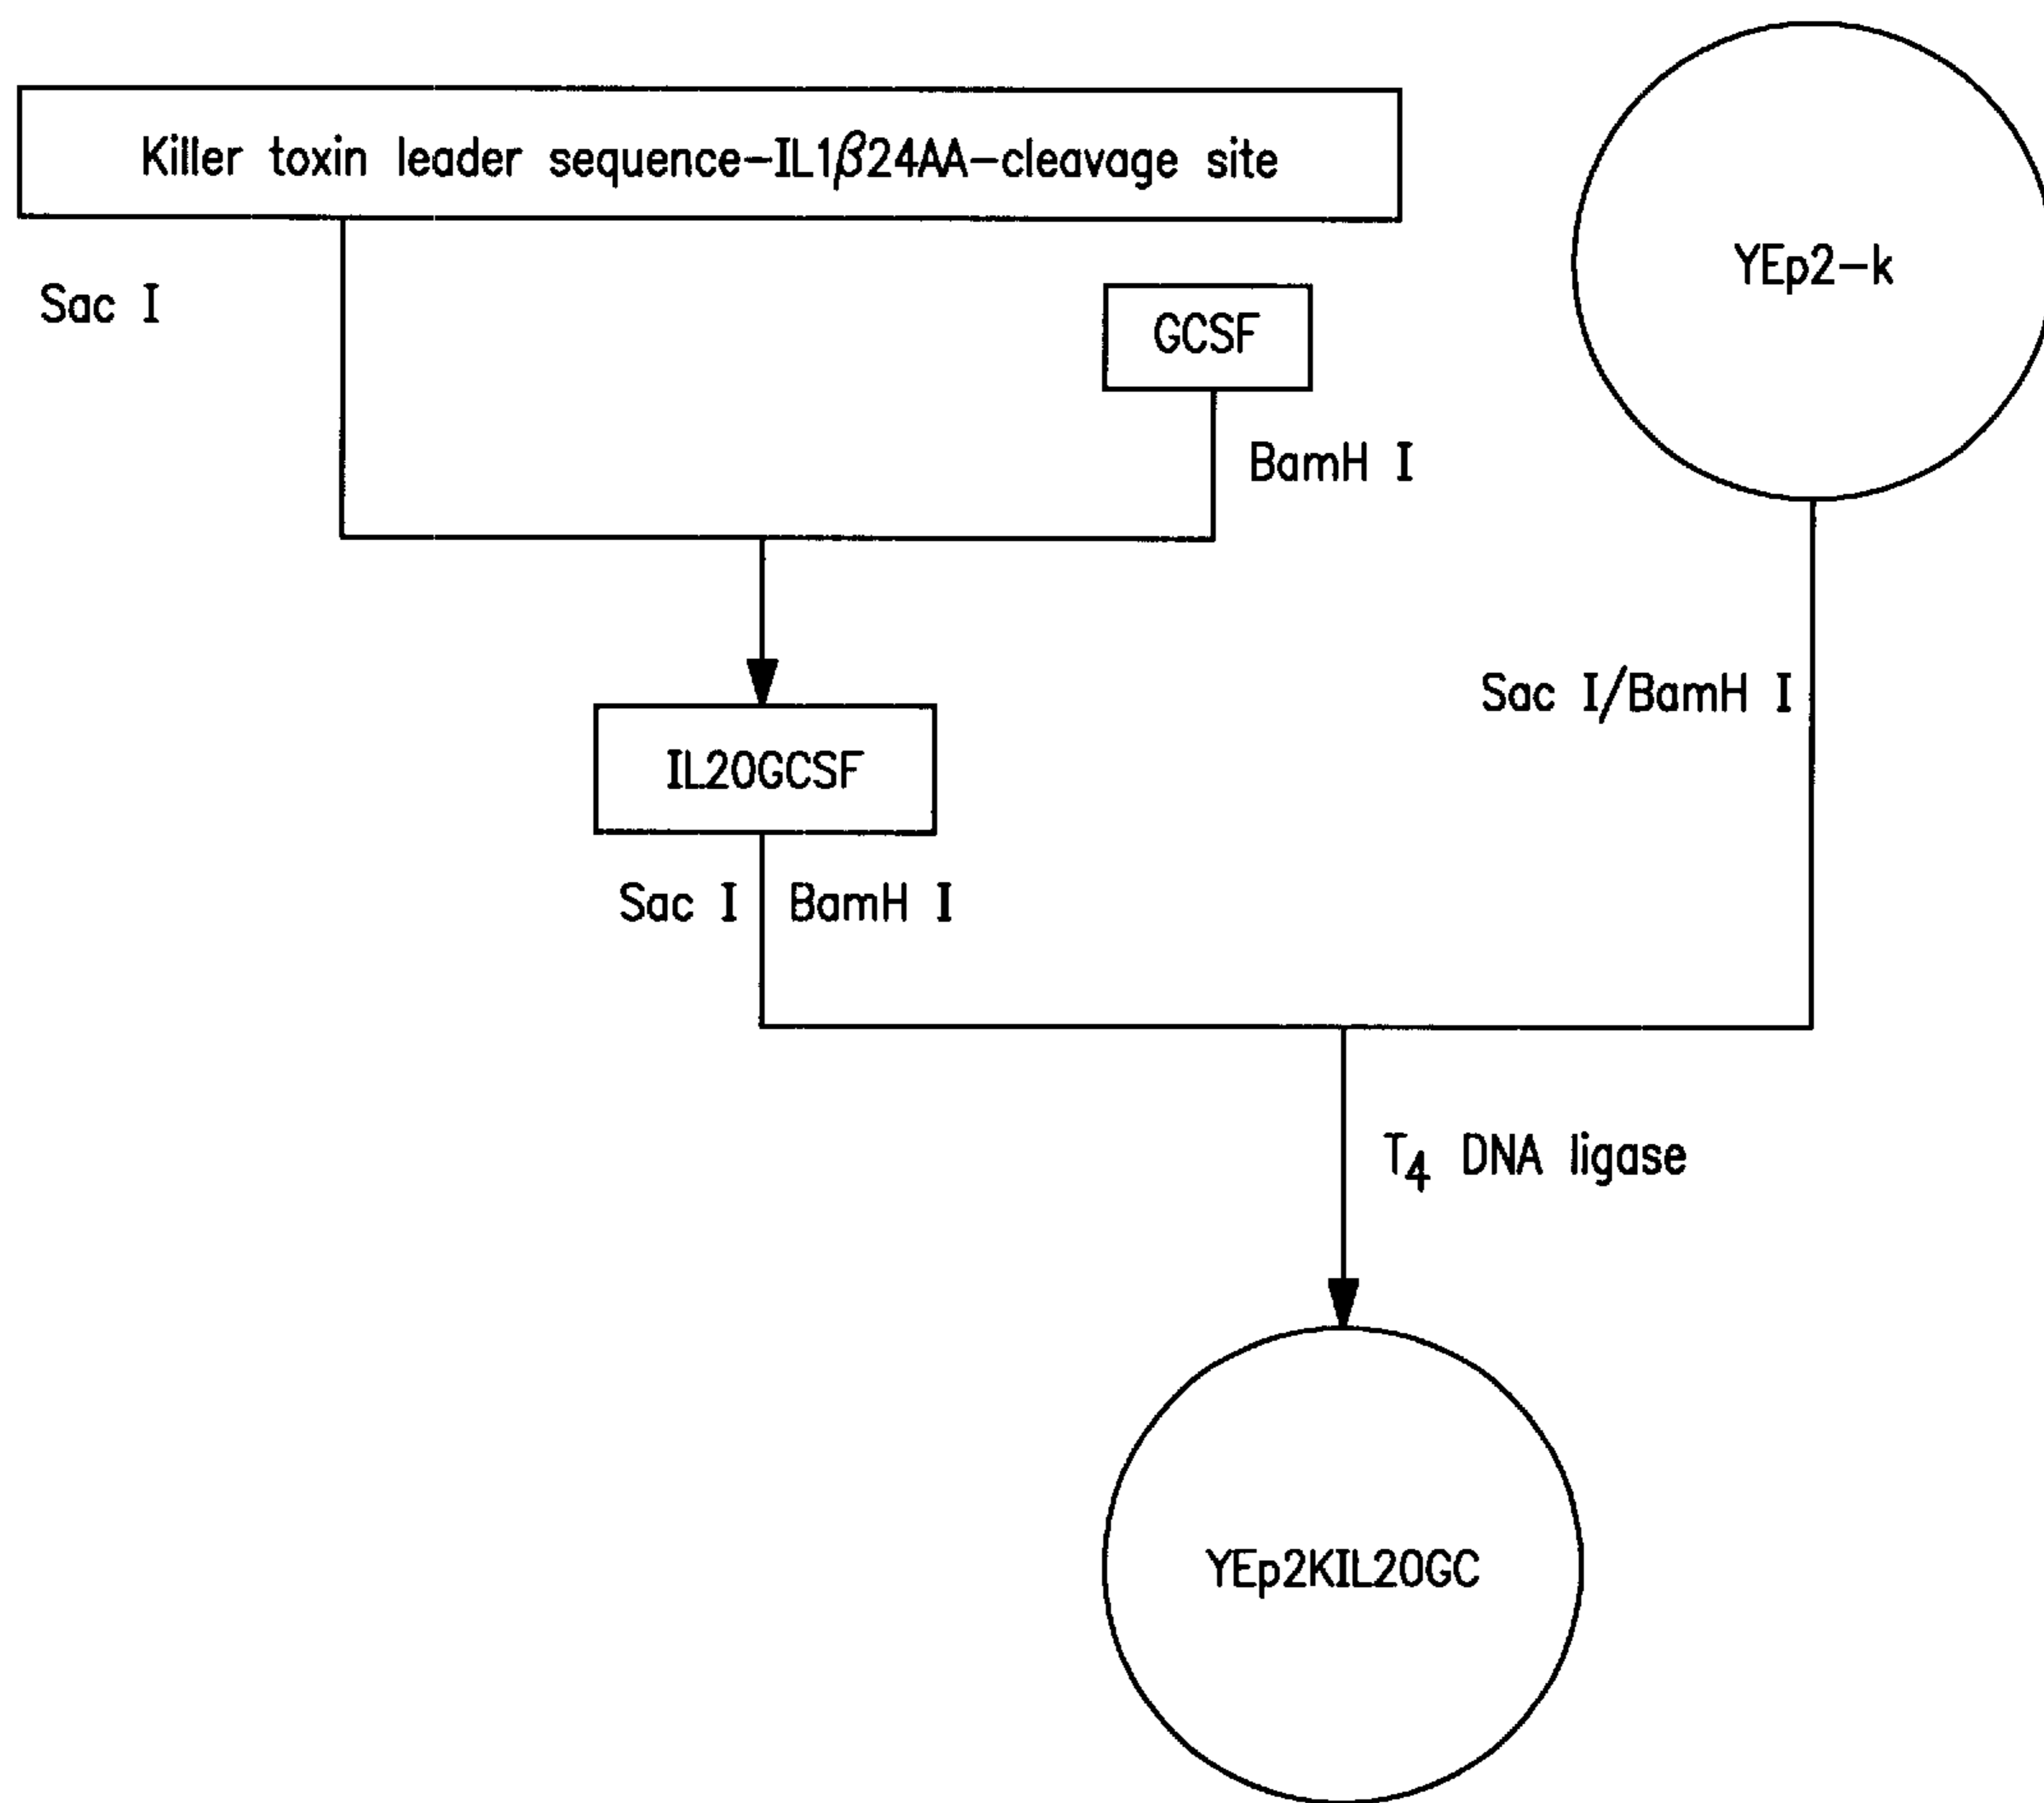 Killer toxin leader sequence-IL1β24AA-cleavage site
YEp2-k
Sac I
GCSF
BamH I
Sac I/BamH I
IL20GCSF
Sac I
BamH I
T4 DNA ligase
YEp2KIL20GC